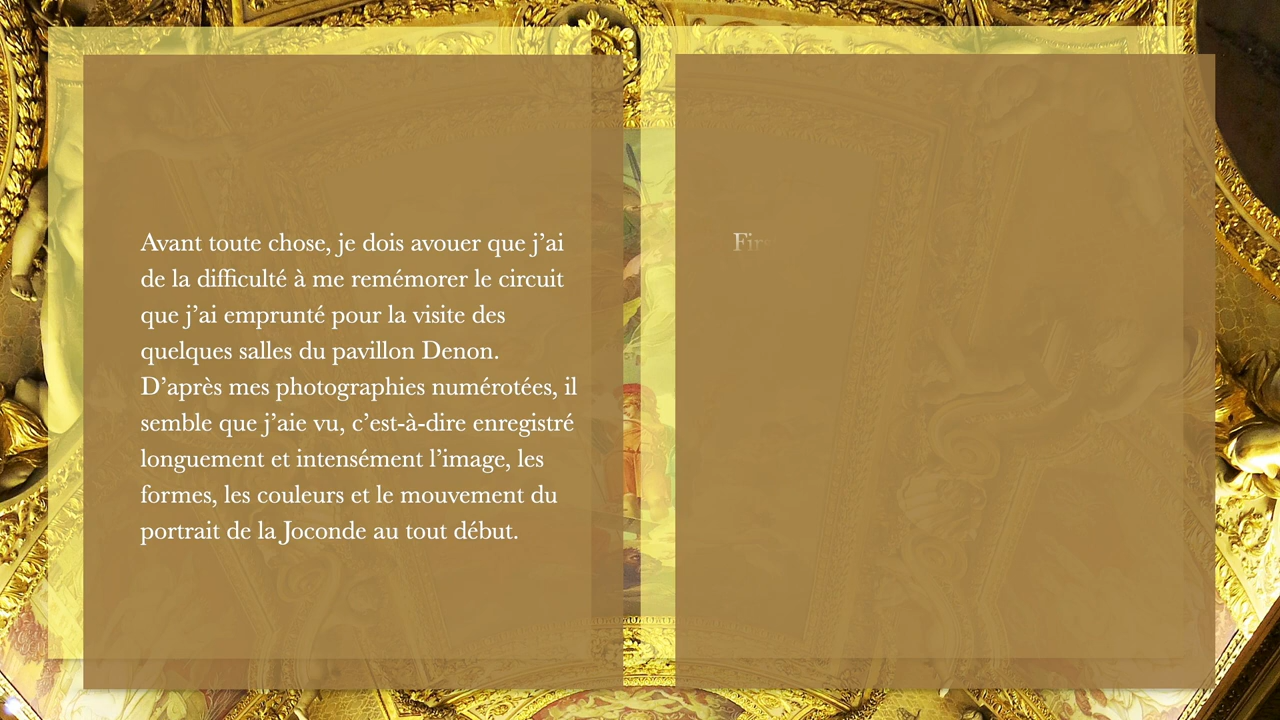 Avant toute chose, je dois avouer que j’ai
de la difficulté à me remémorer le circuit
que j’ai emprunté pour la visite des
quelques salles du pavillon Denon.
D’après mes photographies numérotées, il
semble que j’aie vu, c’est-à-dire enregistré
longuement et intensément l’image, les
formes, les couleurs et le mouvement du
portrait de la Joconde au tout début.